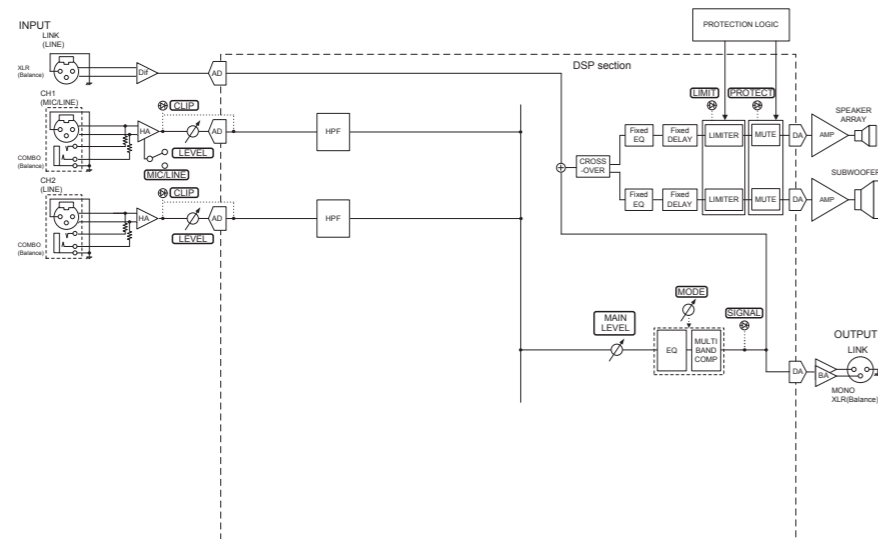 INPUT
LINK
(LINE)
XLR
(Balance)
Dif
AD
CH1
(MIC/LINE)
COMBO
(Balance)
HA
CLIP
LEVEL
MIC/LINE
AD
HPF
CH2
(LINE)
COMBO
(Balance)
HA
CLIP
LEVEL
AD
HPF
DSP section
PROTECTION LOGIC
LIMIT
PROTECT
CROSS
-OVER
Fixed
EQ
Fixed
DELAY
LIMITER
MUTE
DA
AMP
SPEAKER
ARRAY
Fixed
EQ
Fixed
DELAY
LIMITER
MUTE
DA
AMP
SUBWOOFER
MAIN
LEVEL
MODE
EQ
MULTI
BAND
COMP
SIGNAL
DA
BA
OUTPUT
LINK
MONO
XLR(Balance)